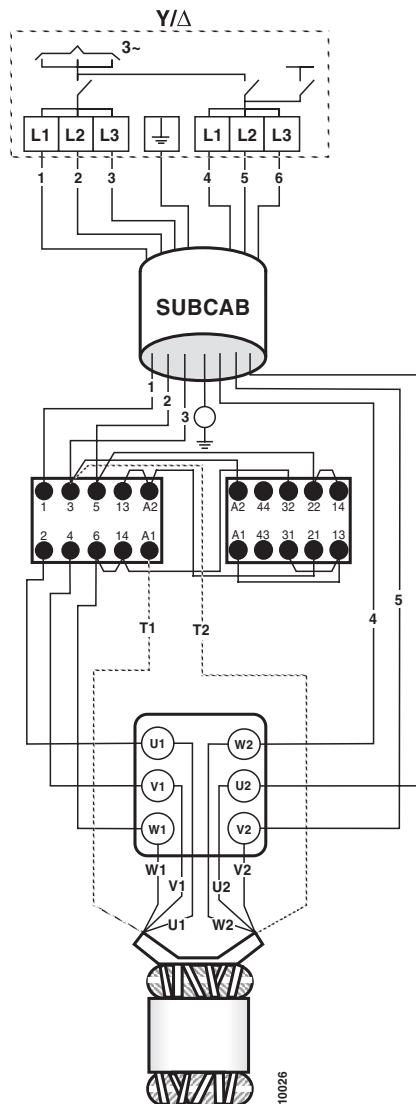 Y/Δ
3~
L1 L2 L3 L1 L2 L3
1 2 3 4 5 6
SUBCAB
1
2
3
1 3 5 13 A2 A2 44 32 22 14
2 4 6 14 A1 A1 43 31 21 13
T1 T2 4 5
U1 W2
V1 U2
W1 V2
W1 V2
V1 U2
U1 W2
10026